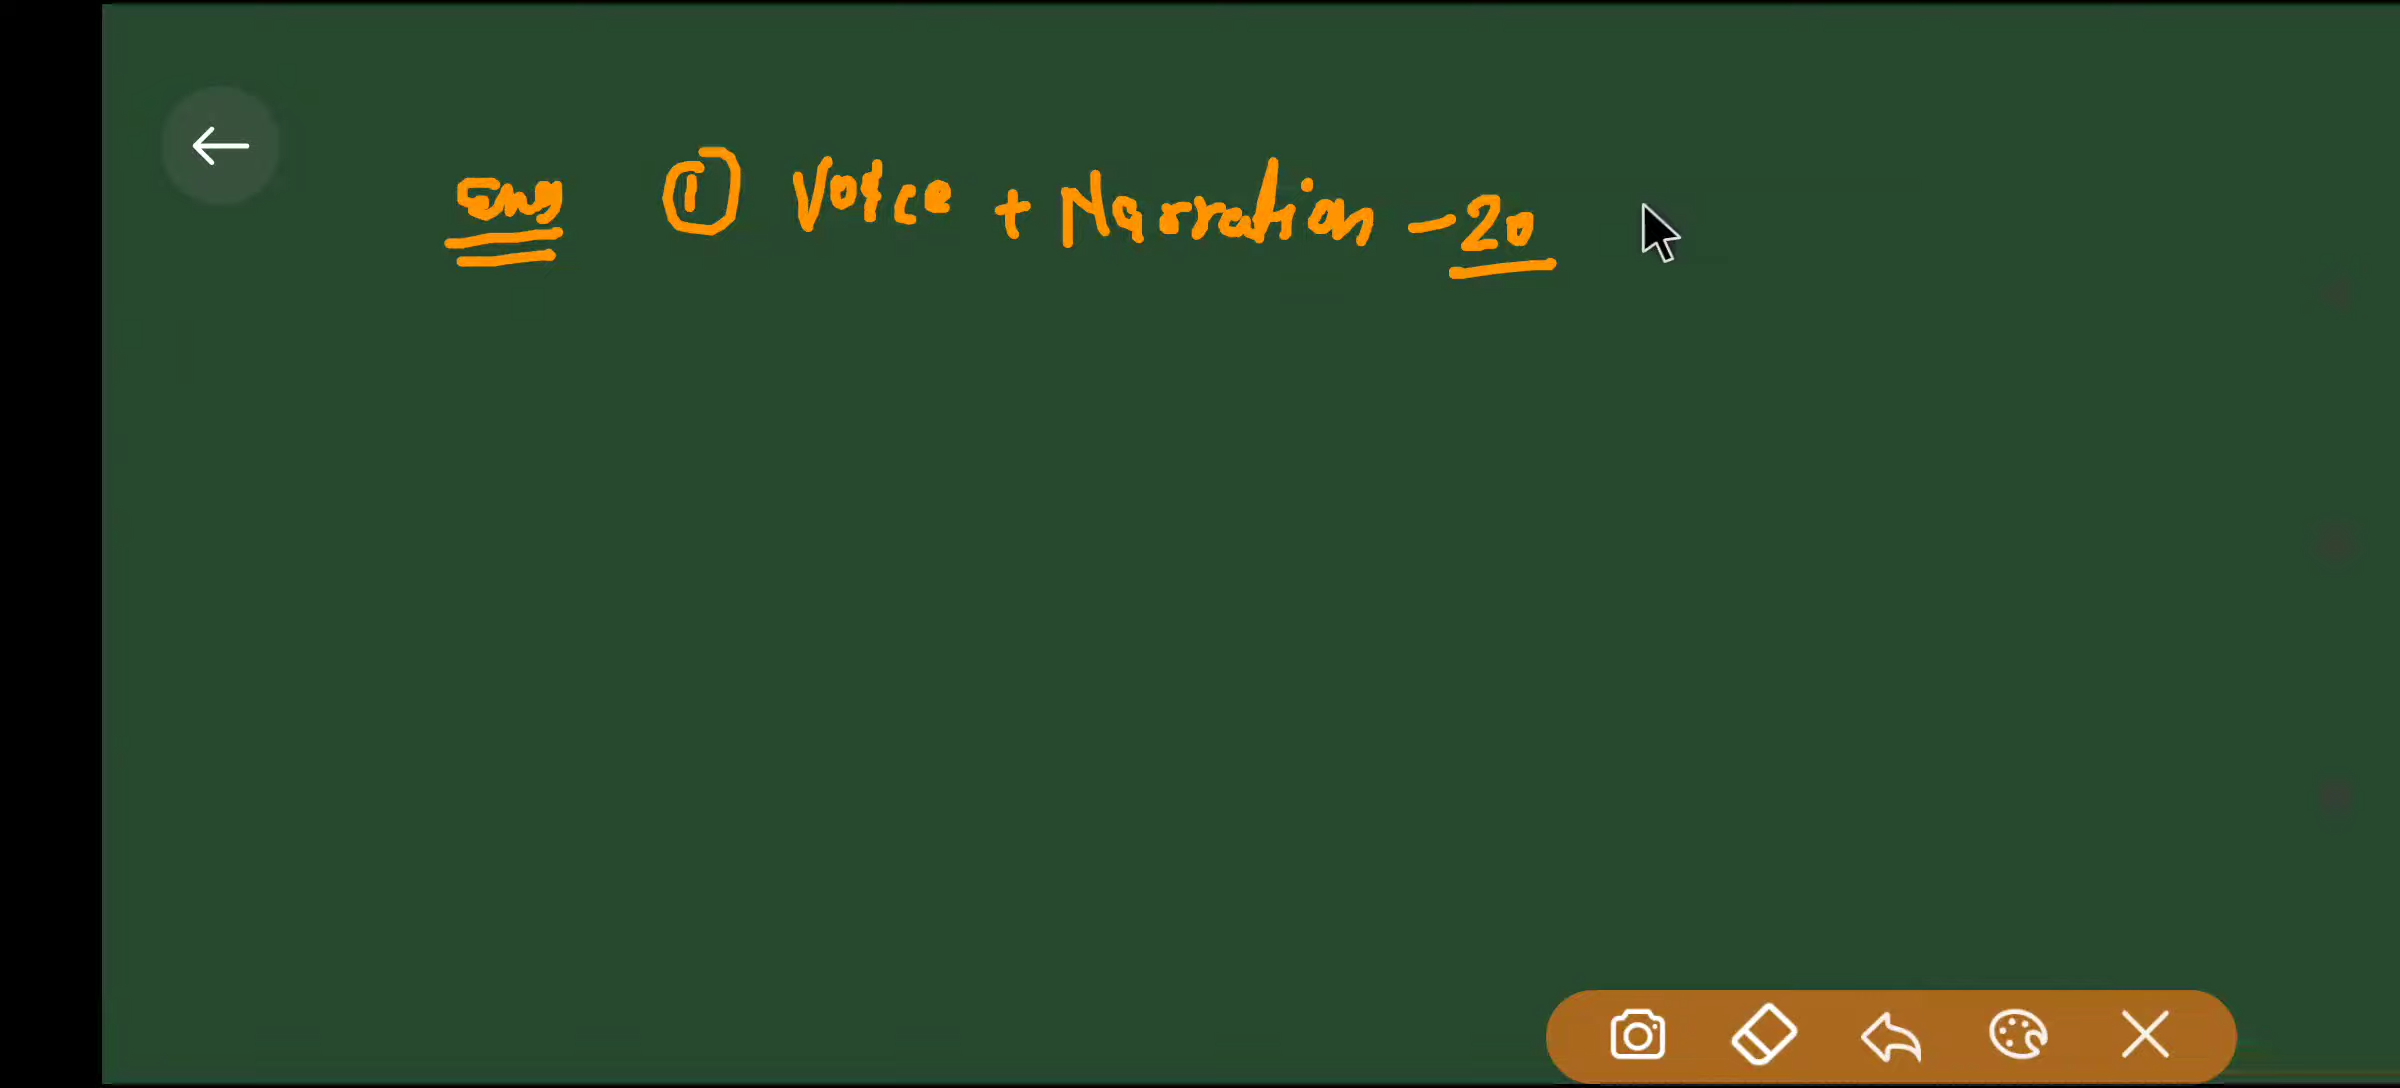 Eng ① Voice + Narration - 20